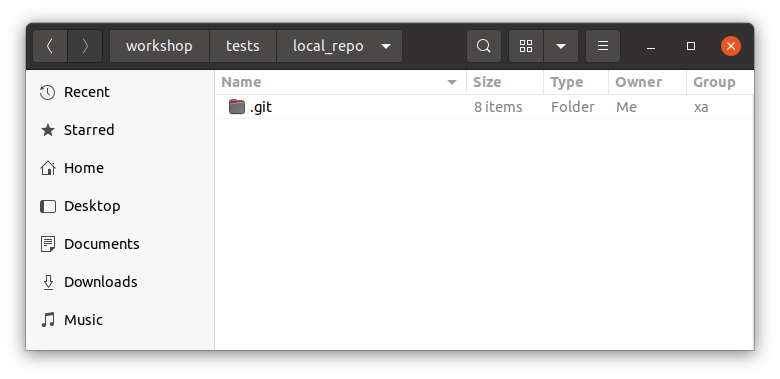 workshop tests local_repo
Name Size Type Owner Group
.git 8 items Folder Me xa
Recent
Starred
Home
Desktop
Documents
Downloads
Music